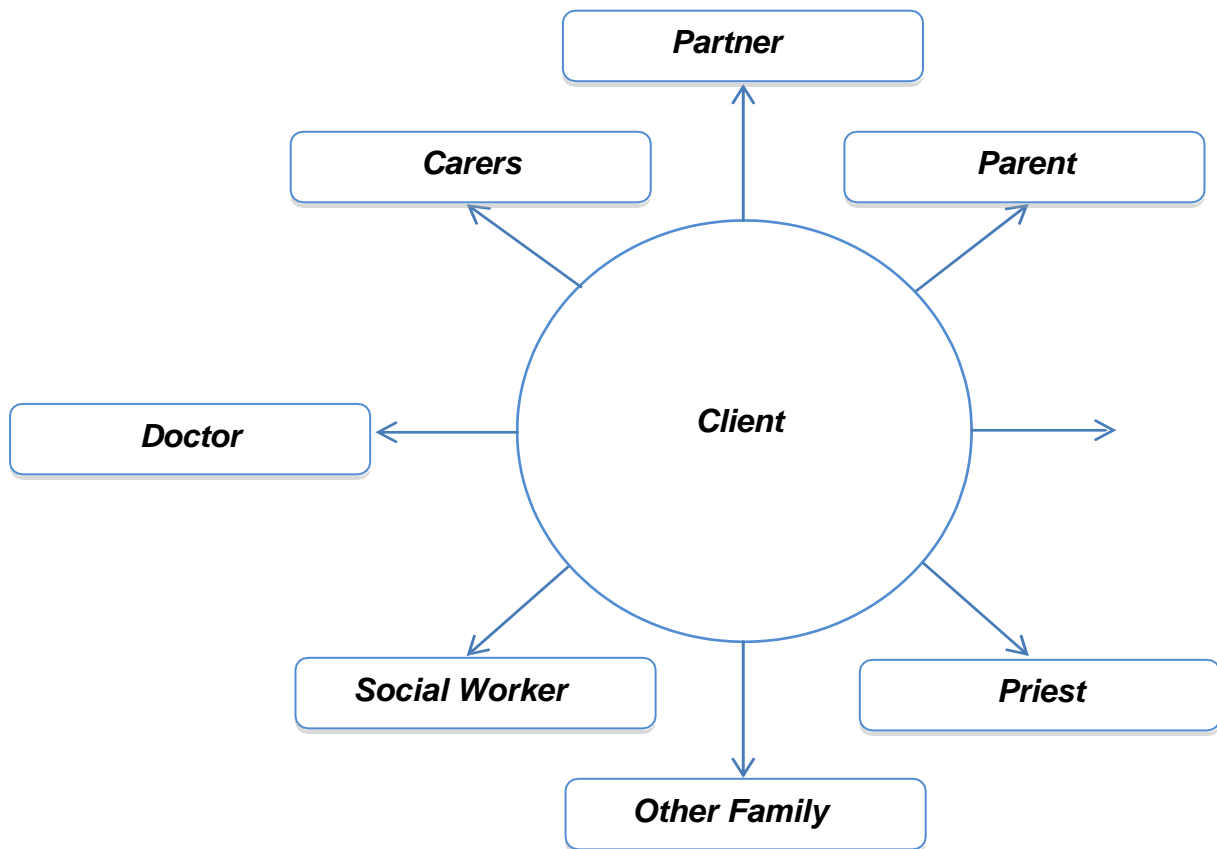 Partner
Carers
Parent
Client
Doctor
Social Worker
Priest
Other Family